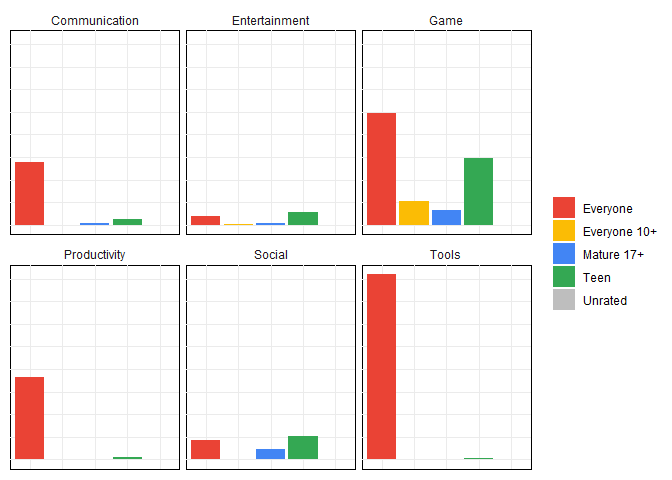 Communication
Entertainment
Game
Productivity
Social
Tools
Everyone
Everyone 10+
Mature 17+
Teen
Unrated